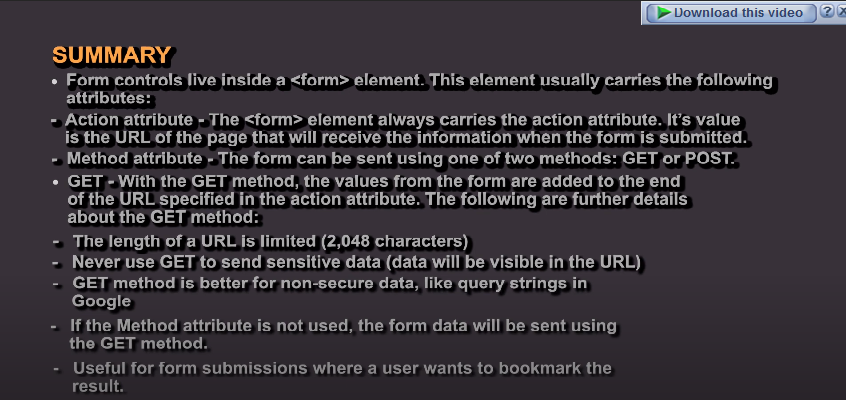 Download this video ? X
SUMMARY
• Form controls live inside a <form> element. This element usually carries the following
attributes:
- Action attribute - The <form> element always carries the action attribute. It's value
is the URL of the page that will receive the information when the form is submitted.
- Method attribute - The form can be sent using one of two methods: GET or POST.
• GET - With the GET method, the values from the form are added to the end
of the URL specified in the action attribute. The following are further details
about the GET method:
- The length of a URL is limited (2,048 characters)
- Never use GET to send sensitive data (data will be visible in the URL)
- GET method is better for non-secure data, like query strings in
Google
- If the Method attribute is not used, the form data will be sent using
the GET method.
- Useful for form submissions where a user wants to bookmark the
result.